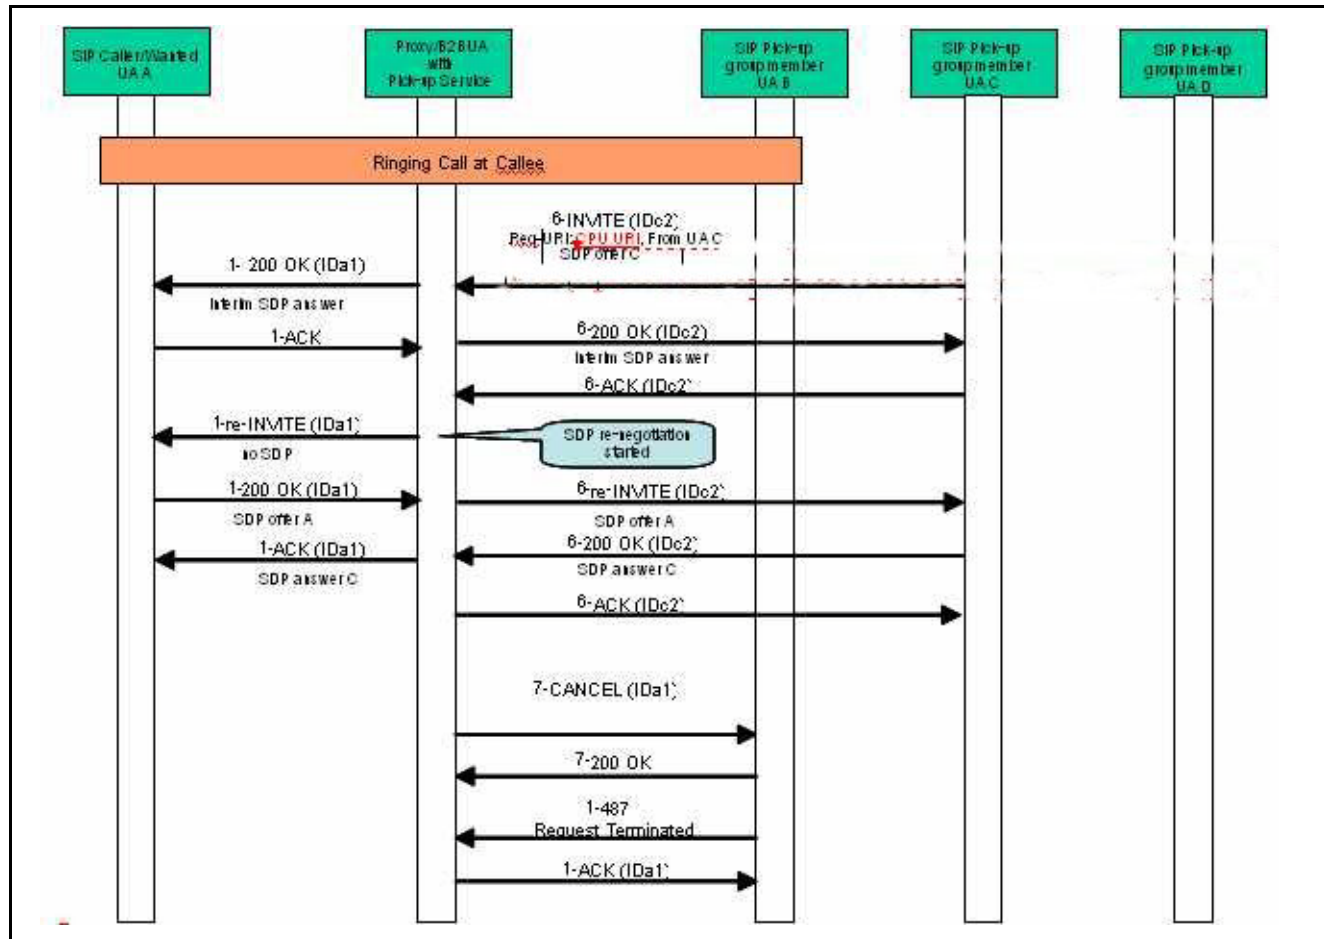 SIP Caller/Wanted
UA A
Proxy/B2BUA
with
Pick-up Service
SIP Pick-up
group member
UA B
SIP Pick-up
group member
UA C
SIP Pick-up
group member
UA D
Ringing Call at Callee
6-INVITE (IDc2)
Req-URI:CPU URI, From UAC
SDP offer C
1- 200 OK (IDa1)
Interim SDP answer
1-ACK
6-200 OK (IDc2)
Interim SDP answer
6-ACK (IDc2)
1-re-INVITE (IDa1)
no SDP
SDP re-negotiation
started
1-200 OK (IDa1)
SDP offer A
6-re-INVITE (IDc2)
SDP offer A
1-ACK (IDa1)
SDP answer C
6-200 OK (IDc2)
SDP answer C
6-ACK (IDc2)
7-CANCEL (IDa1)
7-200 OK
1-487
Request Terminated
1-ACK (IDa1)